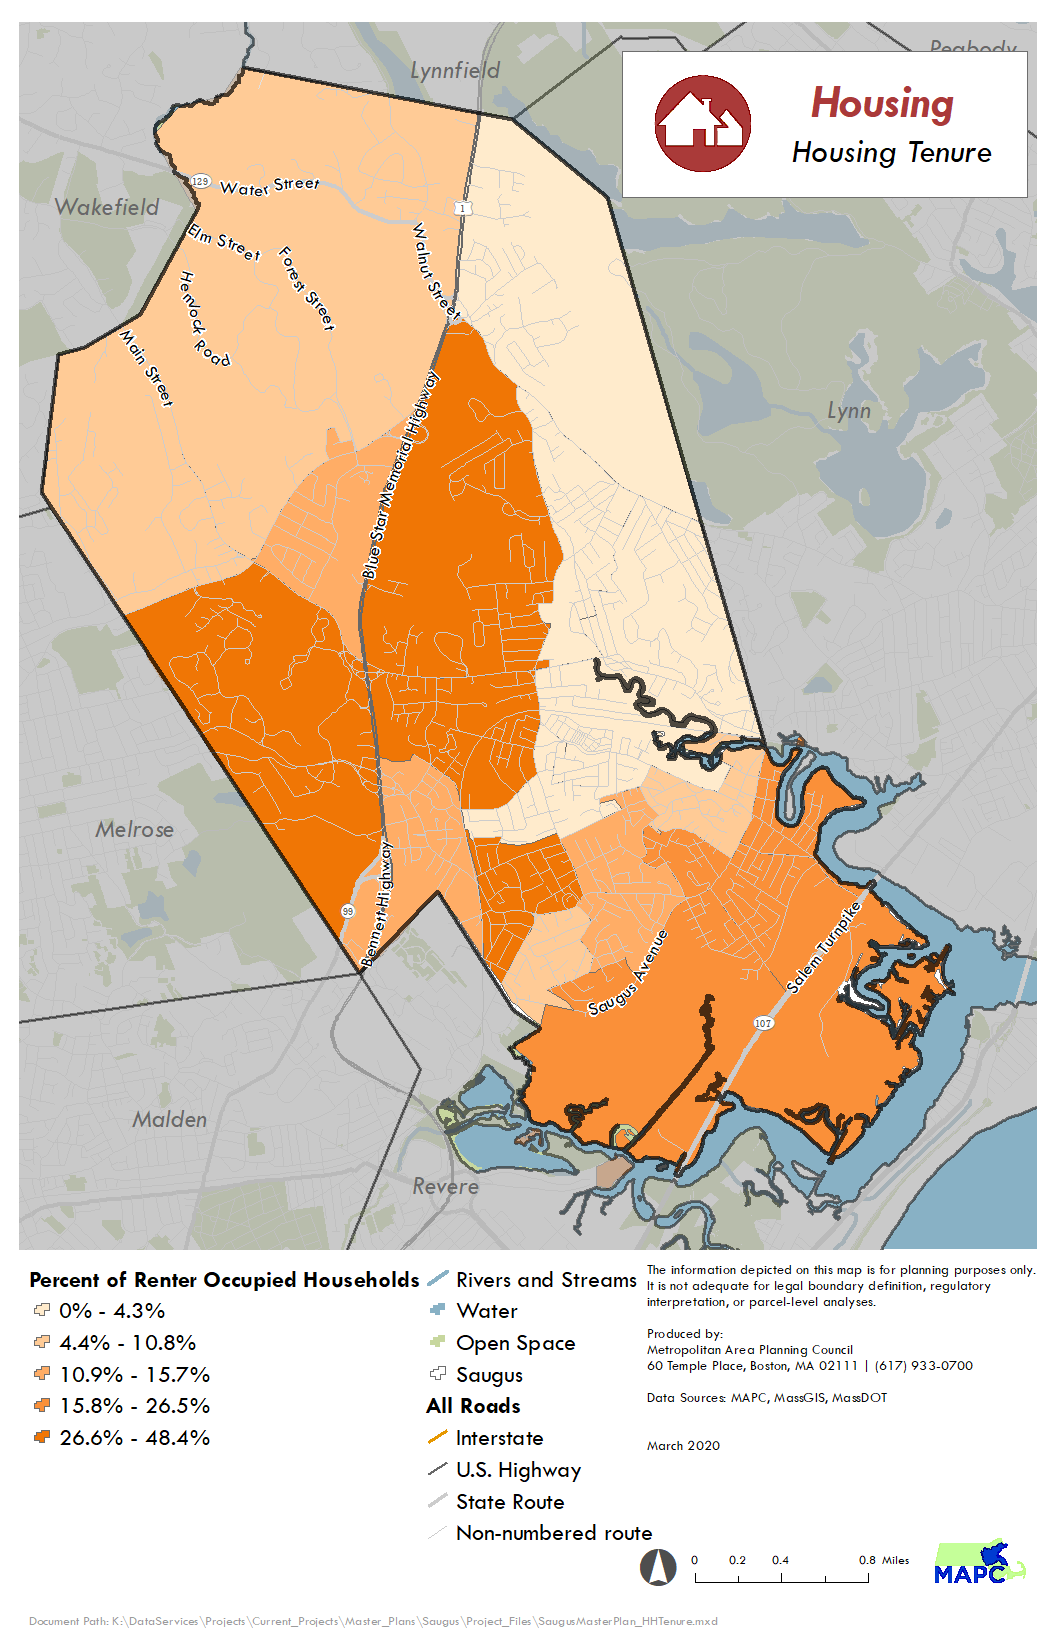 Lynnfield
Peabody
Housing
Housing Tenure
129
Water Street
1
Wakefield
Elm Street
Forest Street
Walnut Street
Hemlock Road
Main Street
Blue Star Memorial Highway
Lynn
Melrose
99
Bennett Highway
Saugus Avenue
Salem Turnpike
107
Malden
Revere
Percent of Renter Occupied Households
0% - 4.3%
4.4% - 10.8%
10.9% - 15.7%
15.8% - 26.5%
26.6% - 48.4%
Rivers and Streams
Water
Open Space
Saugus
All Roads
Interstate
U.S. Highway
State Route
Non-numbered route
The information depicted on this map is for planning purposes only.
It is not adequate for legal boundary definition, regulatory
interpretation, or parcel-level analyses.
Produced by:
Metropolitan Area Planning Council
60 Temple Place, Boston, MA 02111 | (617) 933-0700
Data Sources: MAPC, MassGIS, MassDOT
March 2020
0 0.2 0.4 0.8 Miles
MAPC
Document Path: K:\DataServices\Projects\Current_Projects\Master_Plans\Saugus\Project_Files\SaugusMasterPlan_HHTenure.mxd